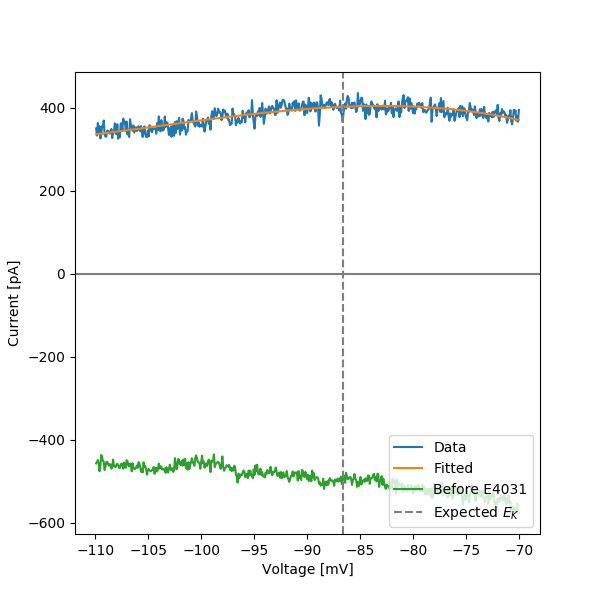 400
200
0
−200
−400
−600
Current [pA]
Data
Fitted
Before E4031
Expected E_K
−110 −105 −100 −95 −90 −85 −80 −75 −70
Voltage [mV]